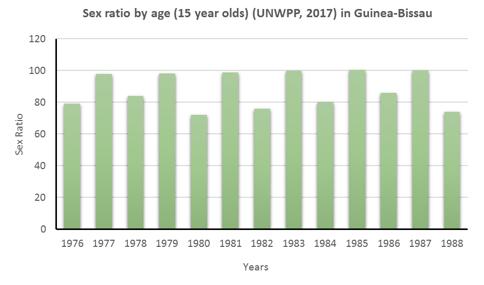 Sex ratio by age (15 year olds) (UNWPP, 2017) in Guinea-Bissau
120
100
80
60
40
20
0
Sex Ratio
1976 1977 1978 1979 1980 1981 1982 1983 1984 1985 1986 1987 1988
Years